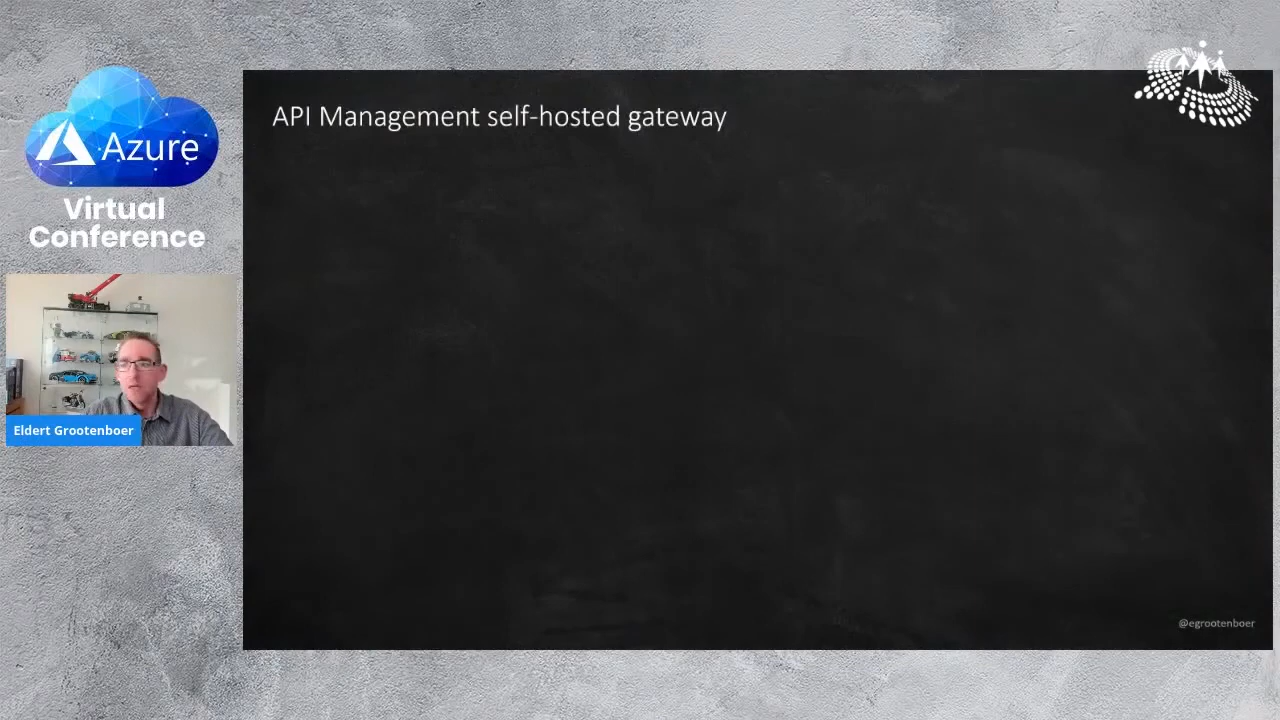 API Management self-hosted gateway
Azure
Virtual
Conference
Eldert Grootenboer
@egrootenboer